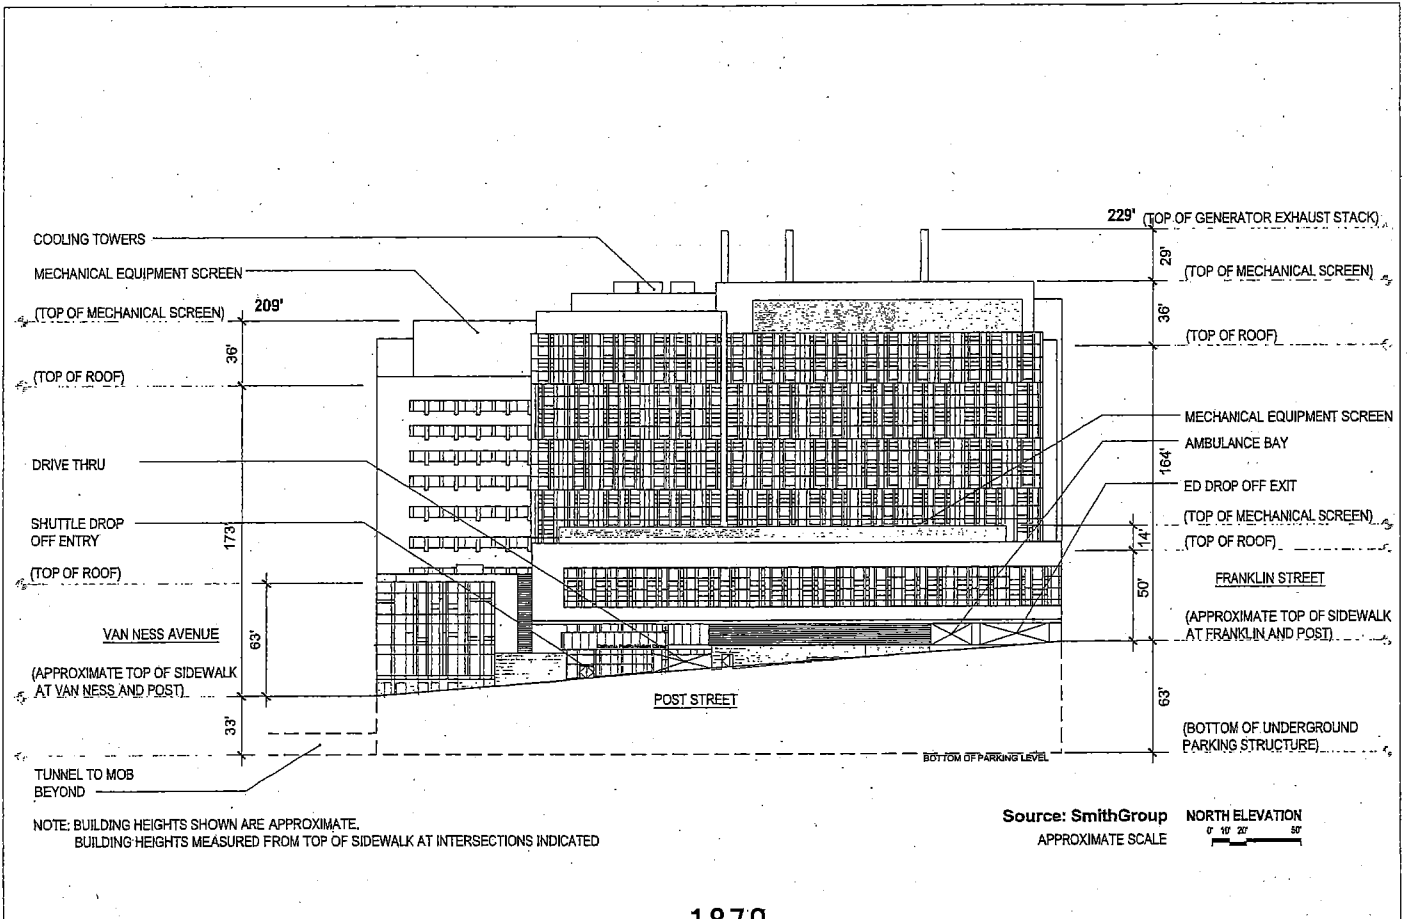 229' (TOP OF GENERATOR EXHAUST STACK)
COOLING TOWERS
29'
MECHANICAL EQUIPMENT SCREEN
(TOP OF MECHANICAL SCREEN)
209'
(TOP OF MECHANICAL SCREEN)
36'
(TOP OF ROOF)
36'
(TOP OF ROOF)
MECHANICAL EQUIPMENT SCREEN
AMBULANCE BAY
DRIVE THRU
164'
ED DROP OFF EXIT
SHUTTLE DROP
OFF ENTRY
173'
(TOP OF MECHANICAL SCREEN)
14'
(TOP OF ROOF)
(TOP OF ROOF)
FRANKLIN STREET
50'
VAN NESS AVENUE
63'
(APPROXIMATE TOP OF SIDEWALK
AT FRANKLIN AND POST)
(APPROXIMATE TOP OF SIDEWALK
AT VAN NESS AND POST)
POST STREET
63'
33'
(BOTTOM OF UNDERGROUND
PARKING STRUCTURE)
BOTTOM OF PARKING LEVEL
TUNNEL TO MOB
BEYOND
NOTE: BUILDING HEIGHTS SHOWN ARE APPROXIMATE.
BUILDING HEIGHTS MEASURED FROM TOP OF SIDEWALK AT INTERSECTIONS INDICATED
Source: SmithGroup
NORTH ELEVATION
APPROXIMATE SCALE
0' 10' 20' 50'
1870